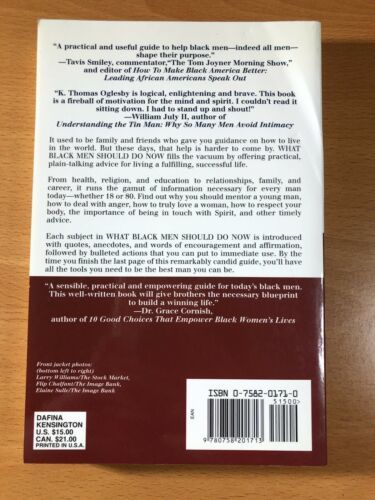 "A practical and useful guide to help black men—indeed all men—
shape their purpose."
—Tavis Smiley, commentator,"The Tom Joyner Morning Show,"
and editor of How To Make Black America Better:
Leading African Americans Speak Out
"K. Thomas Oglesby is logical, enlightening and brave. This book
is a fireball of motivation for the mind and spirit. I couldn't read it
sitting down. I had to stand up and shout!"
—William July II, author of
Understanding the Tin Man: Why So Many Men Avoid Intimacy
It used to be family and friends who gave you guidance on how to live
in the world. But these days, that help is harder to come by. WHAT
BLACK MEN SHOULD DO NOW fills the vacuum by offering practical,
plain-talking advice for living a fulfilling, successful life.
From health, religion, and education to relationships, family, and
career, it runs the gamut of information necessary for every man
today—whether 18 or 80. Find out why you should mentor a young man,
how to deal with anger, how to truly love a woman, how to respect your
body, the importance of being in touch with Spirit, and other timely
advice.
Each subject in WHAT BLACK MEN SHOULD DO NOW is introduced
with quotes, anecdotes, and words of encouragement and affirmation,
followed by bulleted actions that you can put to immediate use. By the
time you finish the last page of this remarkably candid guide, you'll have
all the tools you need to be the best man you can be.
"A sensible, practical and empowering guide for today's black men.
This well-written book will give brothers the necessary blueprint
to build a winning life."
—Dr. Grace Cornish,
author of 10 Good Choices That Empower Black Women's Lives
Front jacket photos:
(bottom left to right)
Larry Williams/The Stock Market,
Flip Chalfant/The Image Bank,
Elaine Sulle/The Image Bank
DAFINA
KENSINGTON
U.S. $15.00
CAN. $21.00
PRINTED IN U.S.A.
ISBN 0-7582-0171-0
51500>
EAN
9 780758 201713